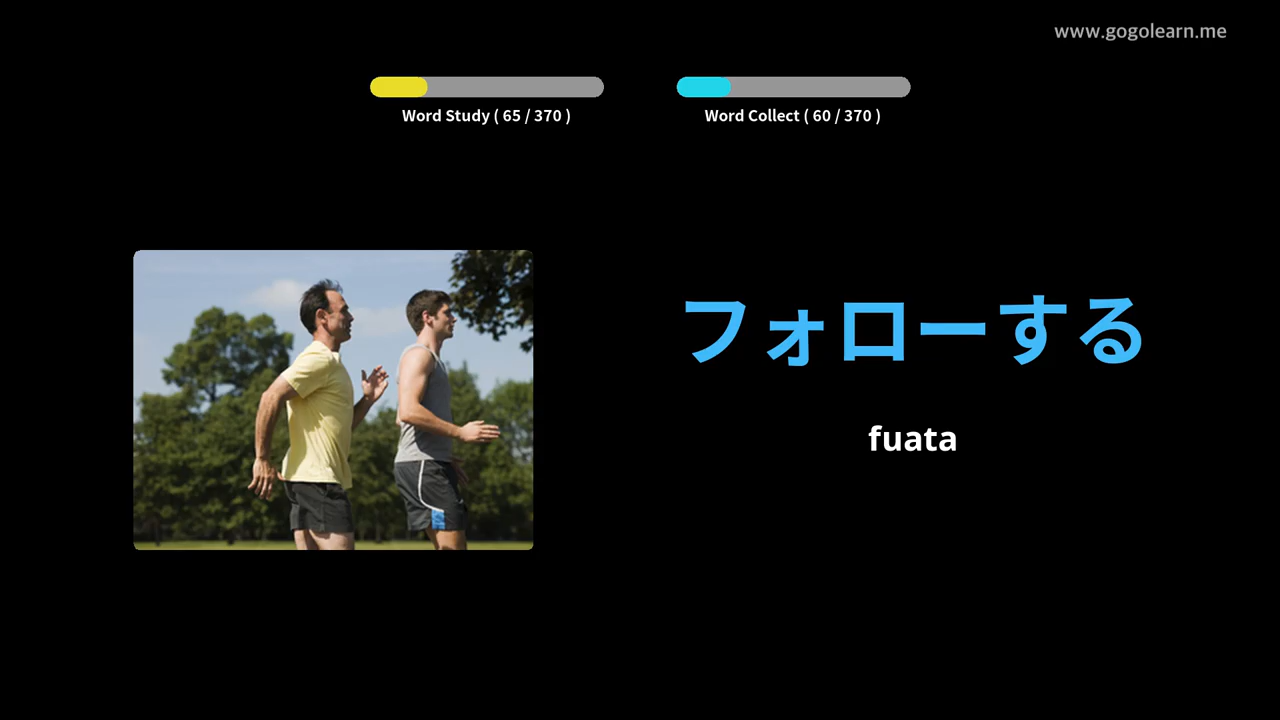 www.gogolearn.me
Word Study ( 65 / 370 )
Word Collect ( 60 / 370 )
フォローする
fuata